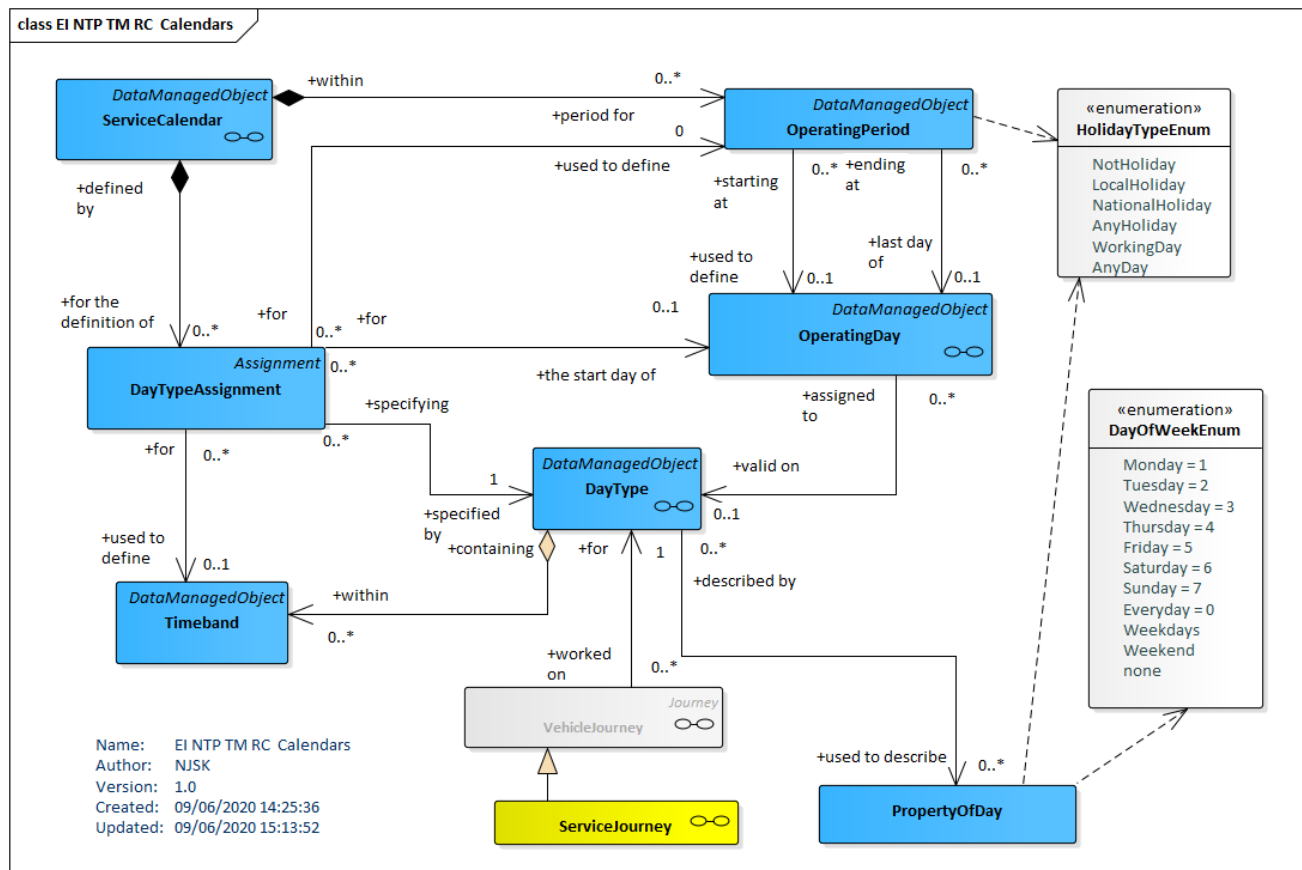 class EI NTP TM RC  Calendars
DataManagedObject
ServiceCalendar
+within
0..*
+period for
0
+used to define
DataManagedObject
OperatingPeriod
«enumeration»
HolidayTypeEnum
NotHoliday
LocalHoliday
NationalHoliday
AnyHoliday
WorkingDay
AnyDay
+defined
by
+starting
at
0..*
+ending
at
0..*
+used to
define
0..1
+last day
of
0..1
+for the
definition of
0..*
+for
0..*
+for
0..1
DataManagedObject
OperatingDay
Assignment
DayTypeAssignment
0..*
+the start day of
+specifying
0..*
+assigned
to
0..*
«enumeration»
DayOfWeekEnum
Monday = 1
Tuesday = 2
Wednesday = 3
Thursday = 4
Friday = 5
Saturday = 6
Sunday = 7
Everyday = 0
Weekdays
Weekend
none
+for
0..*
1
+specified
by
DataManagedObject
DayType
+valid on
0..1
+used to
define
0..1
+containing
+for
1
0..*
+described by
DataManagedObject
Timeband
+within
0..*
+worked
on
0..*
Journey
VehicleJourney
+used to describe
0..*
ServiceJourney
PropertyOfDay
Name: EI NTP TM RC  Calendars
Author: NJSK
Version: 1.0
Created: 09/06/2020 14:25:36
Updated: 09/06/2020 15:13:52